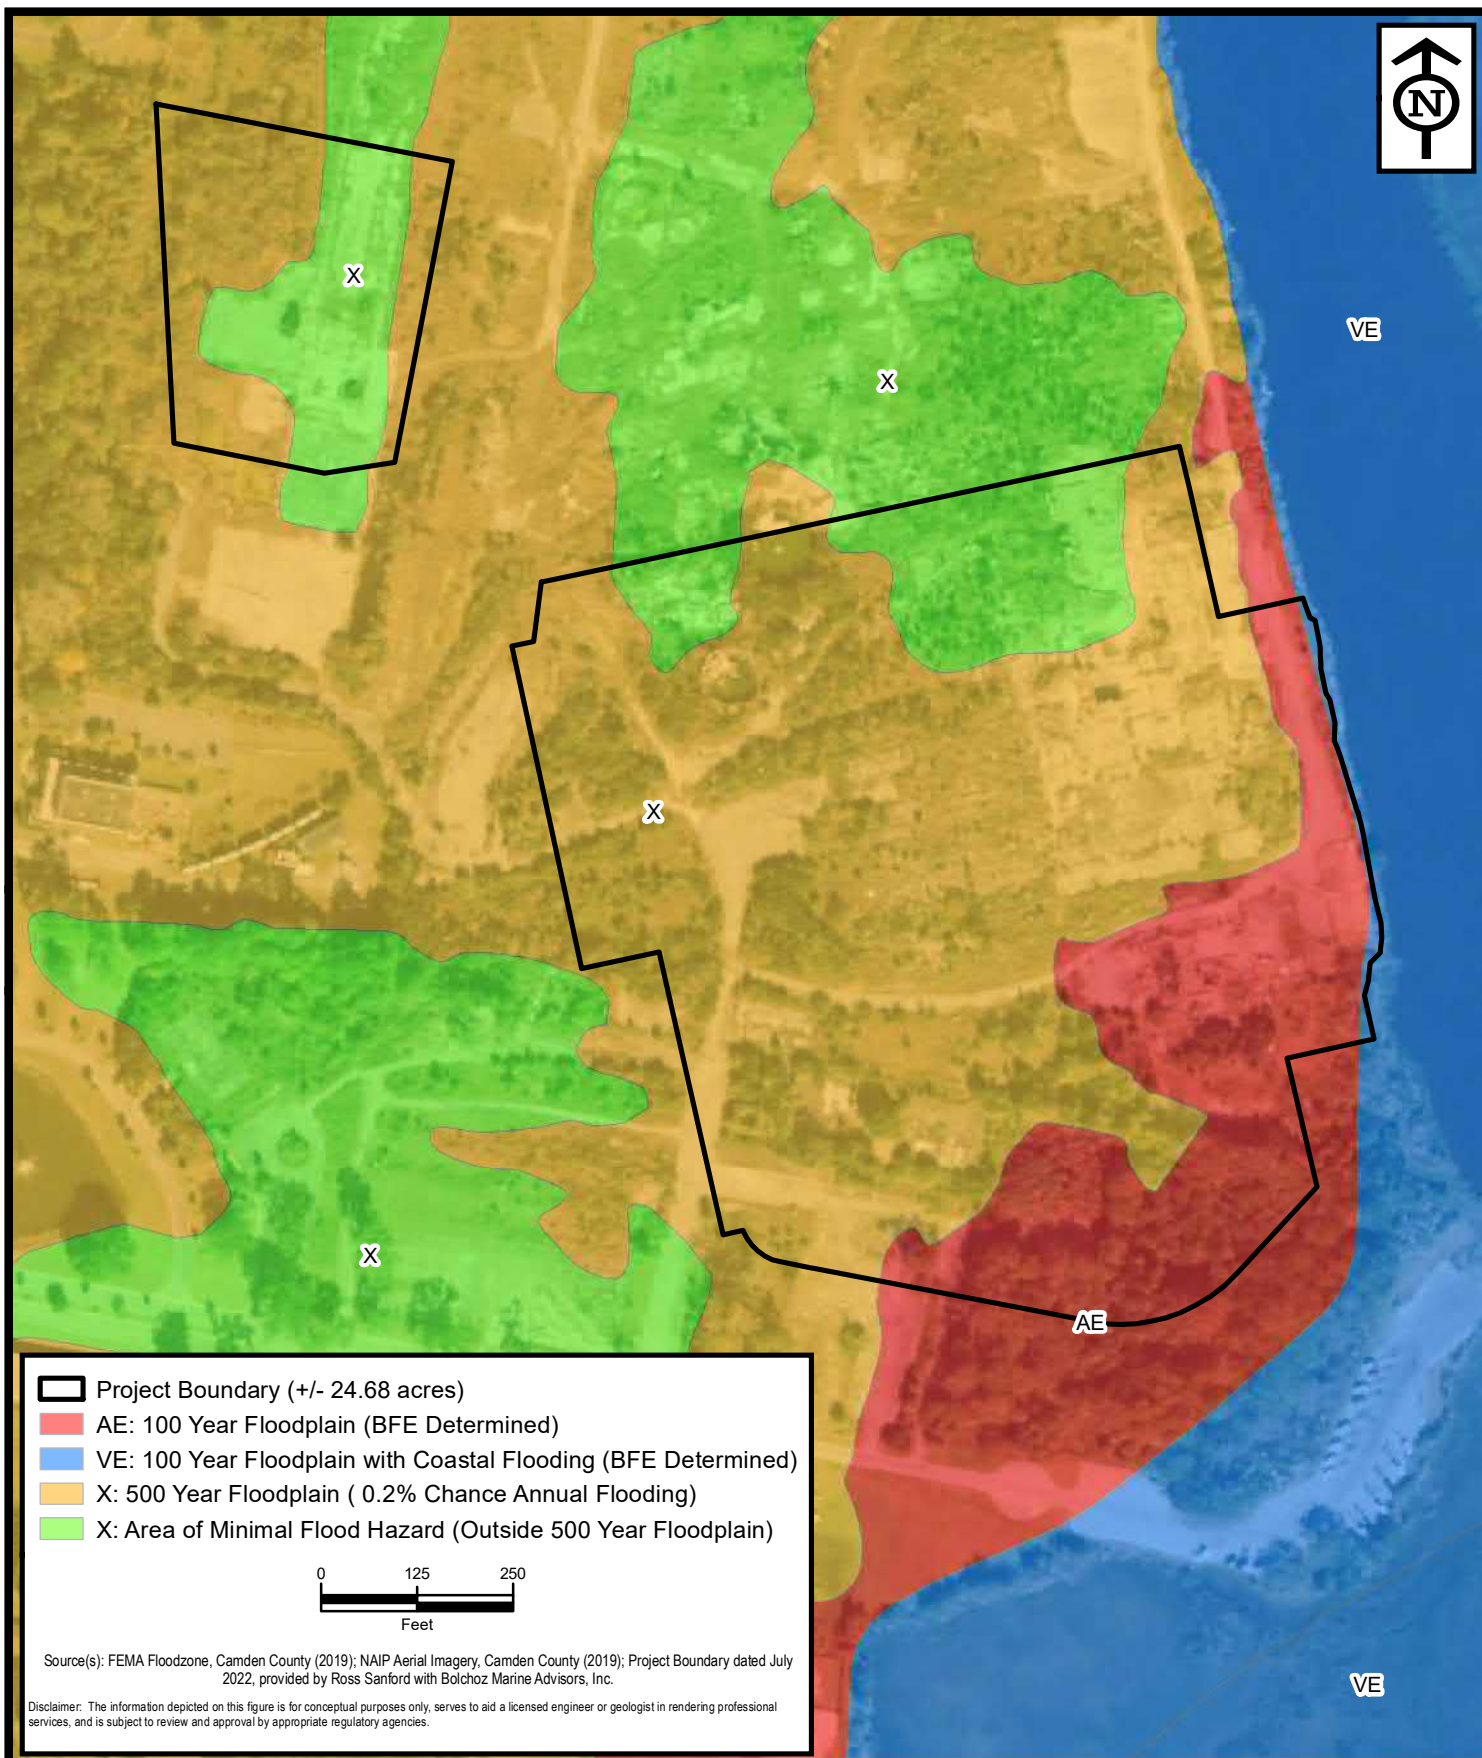 N
X
VE
X
X
X
AE
Project Boundary (+/- 24.68 acres)
AE: 100 Year Floodplain (BFE Determined)
VE: 100 Year Floodplain with Coastal Flooding (BFE Determined)
X: 500 Year Floodplain ( 0.2% Chance Annual Flooding)
X: Area of Minimal Flood Hazard (Outside 500 Year Floodplain)
0 125 250
Feet
Source(s): FEMA Floodzone, Camden County (2019); NAIP Aerial Imagery, Camden County (2019); Project Boundary dated July
2022, provided by Ross Sanford with Bolchoz Marine Advisors, Inc.
Disclaimer: The information depicted on this figure is for conceptual purposes only, serves to aid a licensed engineer or geologist in rendering professional
services, and is subject to review and approval by appropriate regulatory agencies.
VE